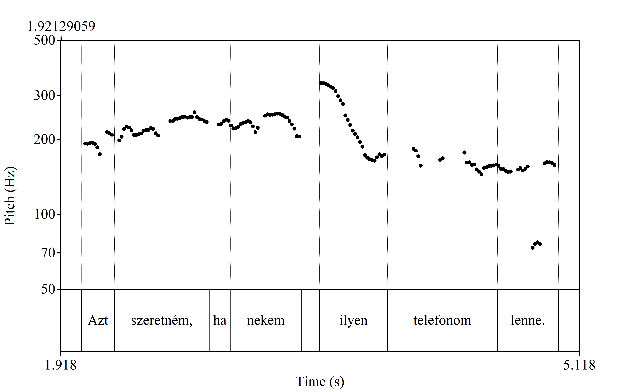 1.92129059
500
300
200
100
70
50
Pitch (Hz)
Azt szeretném, ha nekem ilyen telefonom lenne.
1.918 5.118
Time (s)